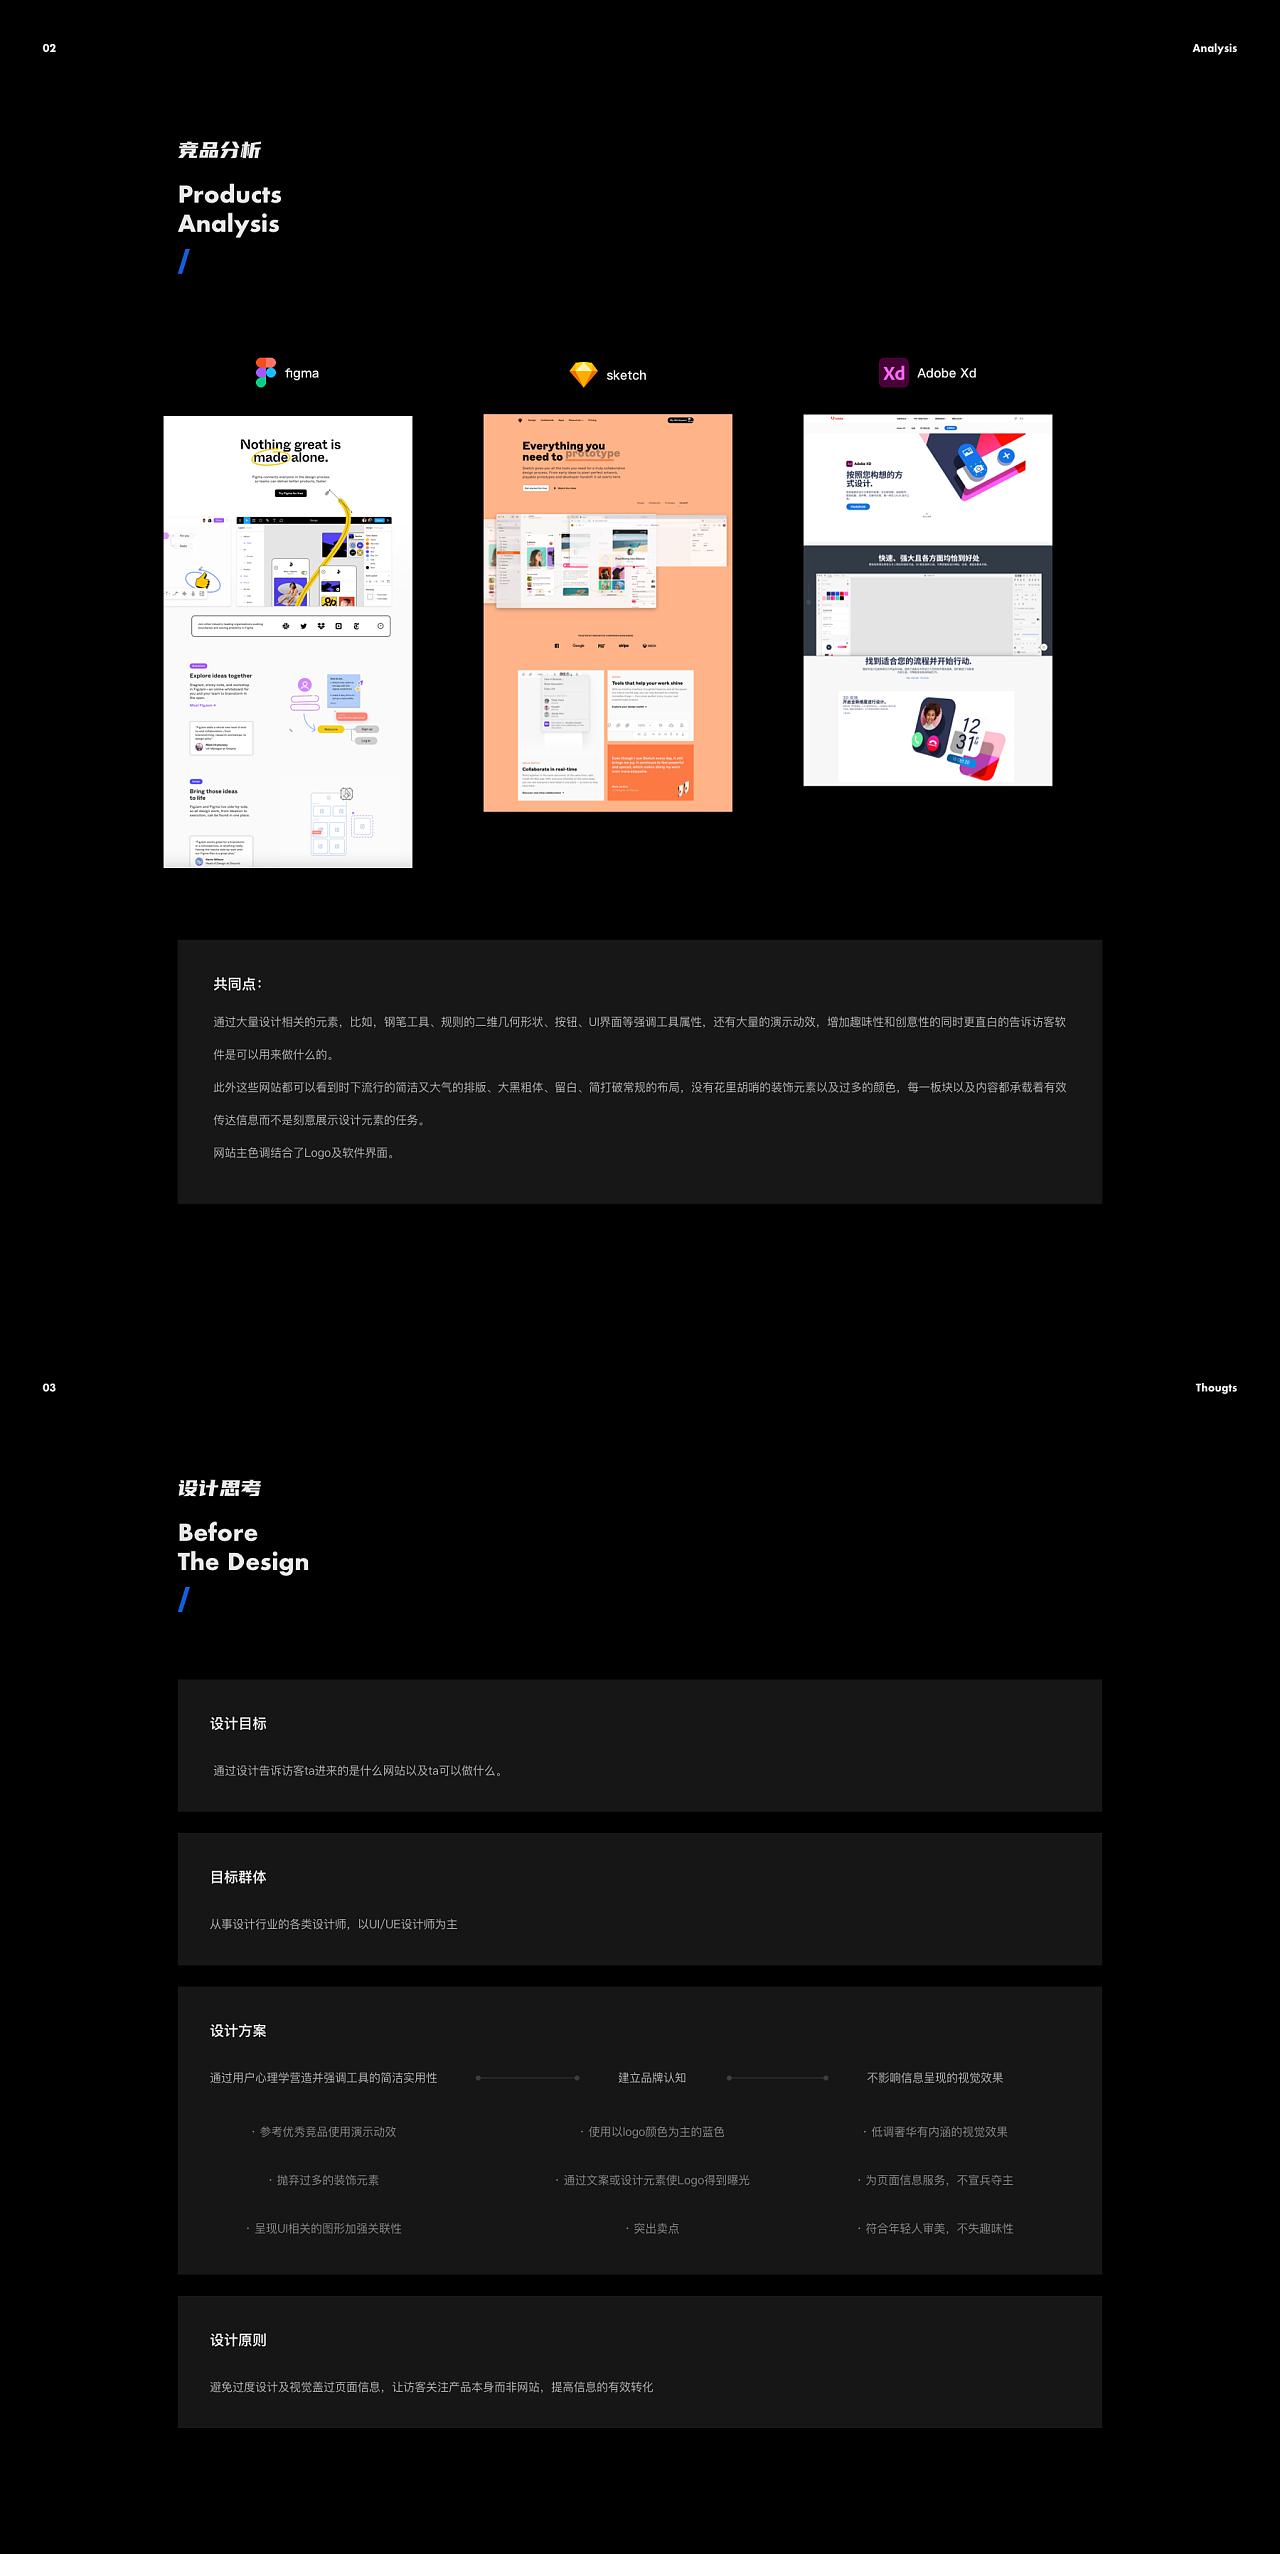 02
Analysis
竞品分析
Products
Analysis
/
figma
sketch
Xd
Adobe Xd
Nothing great is
made alone.
Figma connects everyone in the design process
so teams can deliver better products, faster.
Try Figma for free
Explore ideas together
Bring those ideas
to life
Everything you
need to prototype
Google
stripe
Tools that help your work shine
Collaborate in real-time
Adobe XD
按照您构想的方
式设计.
快速、强大且各方面均恰到好处
找到适合您的流程并开始行动.
12
31
共同点：
通过大量设计相关的元素，比如，钢笔工具、规则的二维几何形状、按钮、UI界面等强调工具属性，还有大量的演示动效，增加趣味性和创意性的同时更直白的告诉访客软
件是可以用来做什么的。
此外这些网站都可以看到时下流行的简洁又大气的排版、大黑粗体、留白、简打破常规的布局，没有花里胡哨的装饰元素以及过多的颜色，每一板块以及内容都承载着有效
传达信息而不是刻意展示设计元素的任务。
网站主色调结合了Logo及软件界面。
03
Thougts
设计思考
Before
The Design
/
设计目标
通过设计告诉访客ta进来的是什么网站以及ta可以做什么。
目标群体
从事设计行业的各类设计师，以UI/UE设计师为主
设计方案
通过用户心理学营造并强调工具的简洁实用性
建立品牌认知
不影响信息呈现的视觉效果
· 参考优秀竞品使用演示动效
· 使用以logo颜色为主的蓝色
· 低调奢华有内涵的视觉效果
· 抛弃过多的装饰元素
· 通过文案或设计元素使Logo得到曝光
· 为页面信息服务，不宣兵夺主
· 呈现UI相关的图形加强关联性
· 突出卖点
· 符合年轻人审美，不失趣味性
设计原则
避免过度设计及视觉盖过页面信息，让访客关注产品本身而非网站，提高信息的有效转化